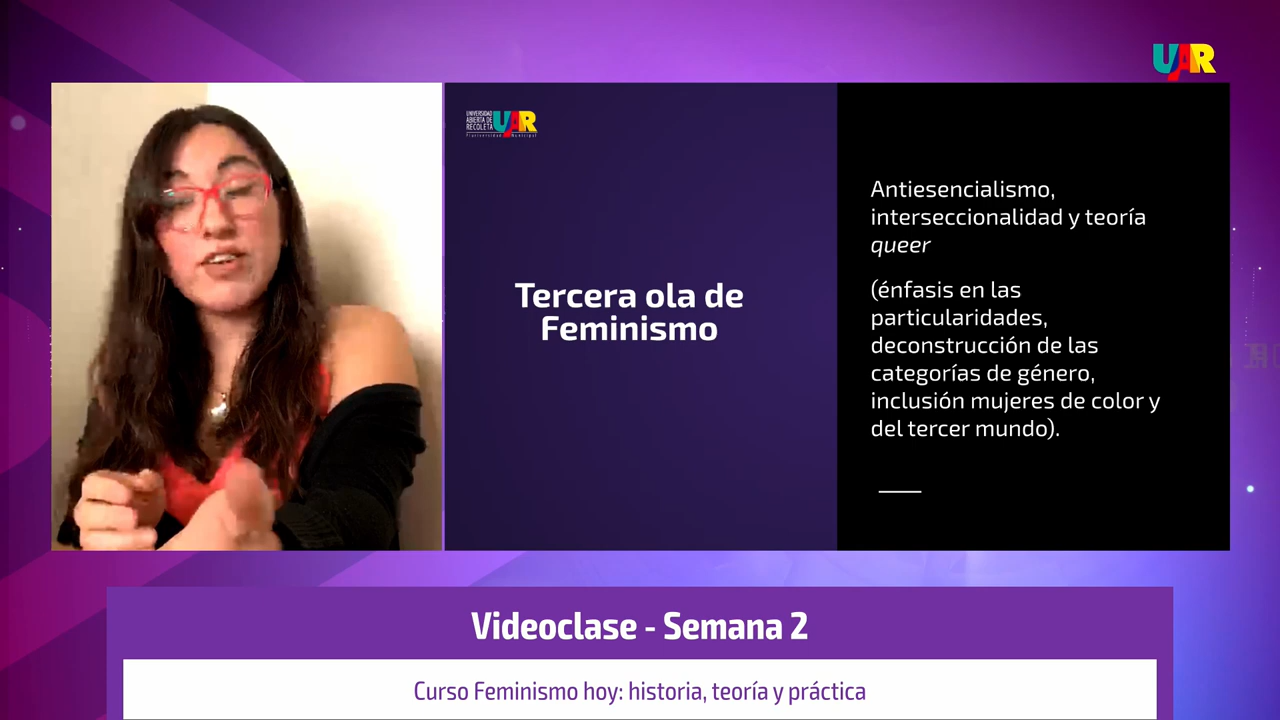 UAR
UNIVERSIDAD
ABIERTA DE
RECOLETA
UAR
Tercera ola de
Feminismo
Antiesencialismo,
interseccionalidad y teoría
queer
(énfasis en las
particularidades,
deconstrucción de las
categorías de género,
inclusión mujeres de color y
del tercer mundo).
Videoclase - Semana 2
Curso Feminismo hoy: historia, teoría y práctica